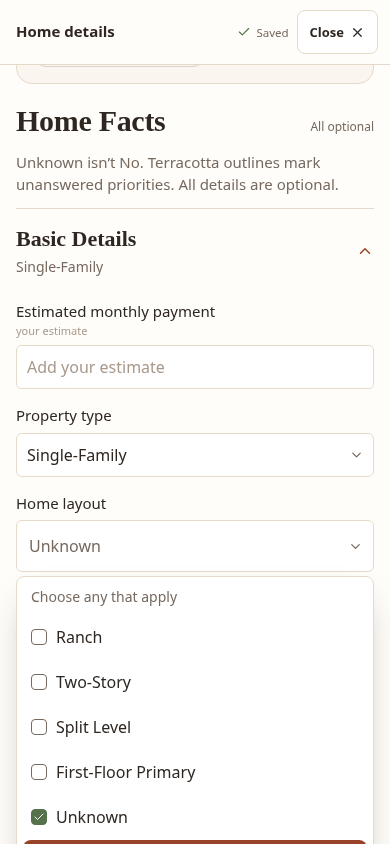 Home details
Saved
Close
Home Facts
All optional
Unknown isn’t No. Terracotta outlines mark
unanswered priorities. All details are optional.
Basic Details
Single-Family
Estimated monthly payment
your estimate
Add your estimate
Property type
Single-Family
Home layout
Unknown
Choose any that apply
Ranch
Two-Story
Split Level
First-Floor Primary
Unknown